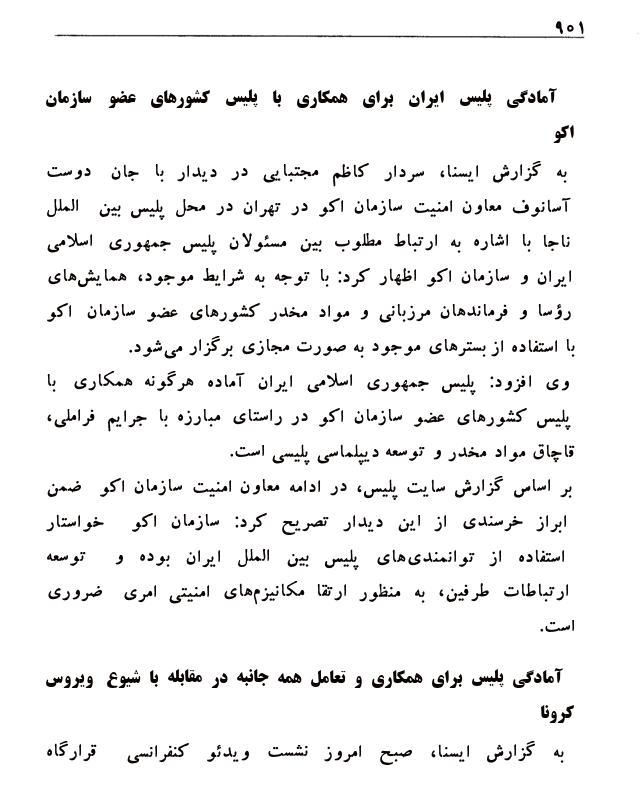 ۹۰۱
آمادگی پلیس ایران برای همکاری با پلیس کشورهای عضو سازمان
اکو
به گزارش ایسنا، سردار کاظم مجتبایی در دیدار با جان دوست
آسانوف معاون امنیت سازمان اکو در تهران در محل پلیس بین الملل
ناجا با اشاره به ارتباط مطلوب بین مسئولان پلیس جمهوری اسلامی
ایران و سازمان اکو اظهار کرد: با توجه به شرایط موجود، همایش‌های
رؤسا و فرماندهان مرزبانی و مواد مخدر کشورهای عضو سازمان اکو
با استفاده از بسترهای موجود به صورت مجازی برگزار می‌شود.
وی افزود: پلیس جمهوری اسلامی ایران آماده هرگونه همکاری با
پلیس کشورهای عضو سازمان اکو در راستای مبارزه با جرایم فراملی،
قاچاق مواد مخدر و توسعه دیپلماسی پلیسی است.
بر اساس گزارش سایت پلیس، در ادامه معاون امنیت سازمان اکو ضمن
ابراز خرسندی از این دیدار تصریح کرد: سازمان اکو خواستار
استفاده از توانمندی‌های پلیس بین الملل ایران بوده و توسعه
ارتباطات طرفین، به منظور ارتقا مکانیزم‌های امنیتی امری ضروری
است.
آمادگی پلیس برای همکاری و تعامل همه جانبه در مقابله با شیوع ویروس
کرونا
به گزارش ایسنا، صبح امروز نشست ویدئو کنفرانسی قرارگاه